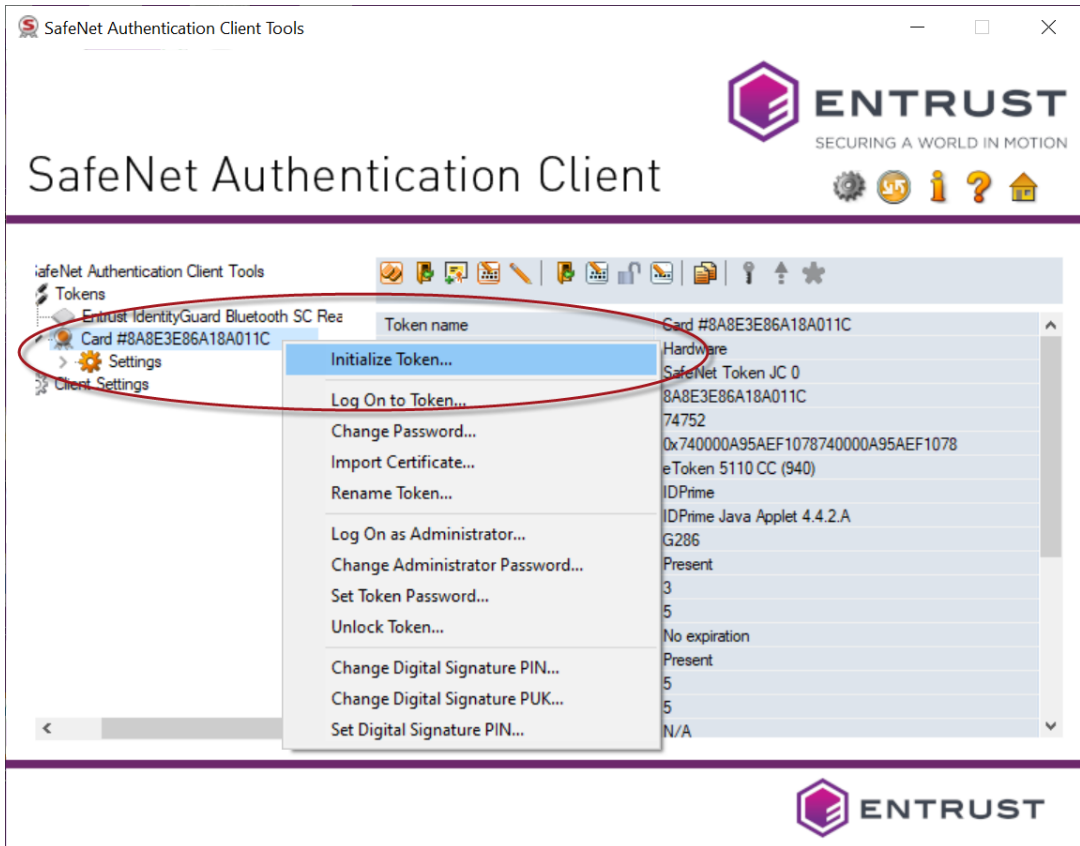 SafeNet Authentication Client Tools
ENTRUST
SECURING A WORLD IN MOTION
SafeNet Authentication Client
afeNet Authentication Client Tools
Tokens
Entrust IdentityGuard Bluetooth SC Rea
Card #8A8E3E86A18A011C
Settings
Client Settings
Token name
Card #8A8E3E86A18A011C
Hardware
SafeNet Token JC 0
8A8E3E86A18A011C
74752
0x740000A95AEF1078740000A95AEF1078
eToken 5110 CC (940)
IDPrime
IDPrime Java Applet 4.4.2.A
G286
Present
3
5
No expiration
Present
5
5
N/A
Initialize Token...
Log On to Token...
Change Password...
Import Certificate...
Rename Token...
Log On as Administrator...
Change Administrator Password...
Set Token Password...
Unlock Token...
Change Digital Signature PIN...
Change Digital Signature PUK...
Set Digital Signature PIN...
ENTRUST